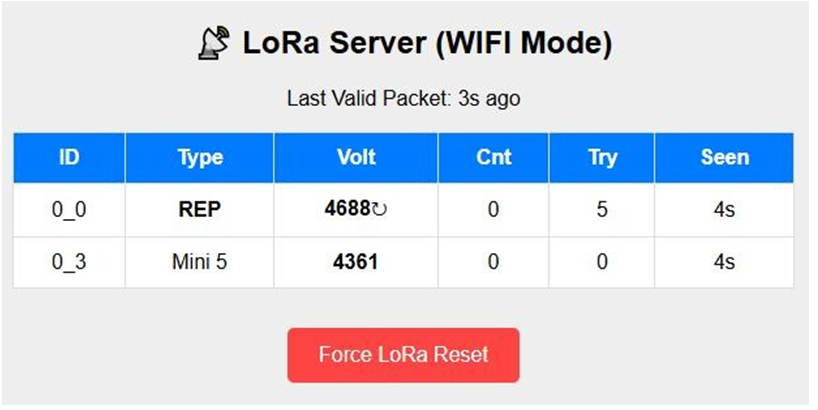 📡 LoRa Server (WIFI Mode)
Last Valid Packet: 3s ago
ID Type Volt Cnt Try Seen
0_0 REP 4688↻ 0 5 4s
0_3 Mini 5 4361 0 0 4s
Force LoRa Reset